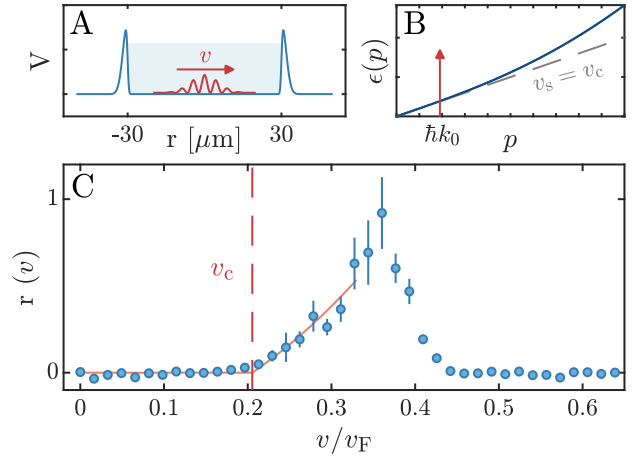 A
V
v
-30
30
r [μm]
B
ϵ(p)
v_s = v_c
ħk_0
p
C
r (v)
1
0
v_c
0
0.1
0.2
0.3
0.4
0.5
0.6
v/v_F